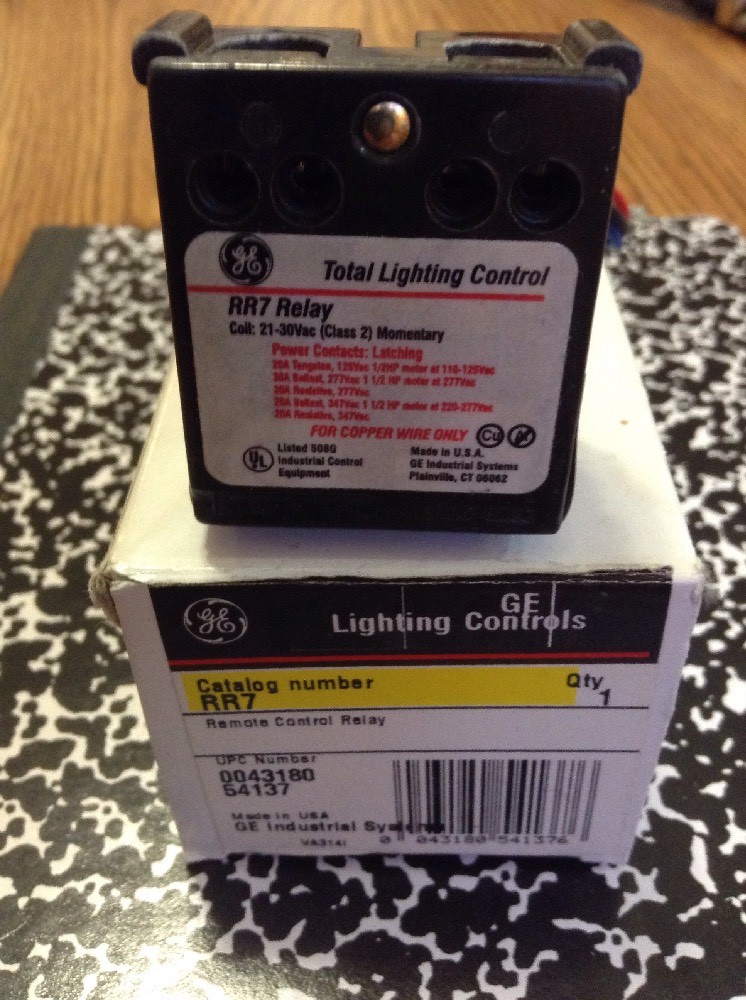 GE
Total Lighting Control
RR7 Relay
Coil: 21-30Vac (Class 2) Momentary
Power Contacts: Latching
20A Tungsten, 125Vac 1/2HP motor at 110-125Vac
30A Ballast, 277Vac 1 1/2 HP motor at 277Vac
20A Resistive, 277Vac
20A Ballast, 347Vac 1 1/2 HP motor at 220-277Vac
20A Resistive, 347Vac
FOR COPPER WIRE ONLY Cu
UL
Listed 508G
Industrial Control
Equipment
Made in U.S.A.
GE Industrial Systems
Plainville, CT 06062
GE
GE
Lighting Controls
Catalog number Qty
RR7 1
Remote Control Relay
UPC Number
0043180
54137
Made in USA
GE Industrial
VA314I
0 043180 541376